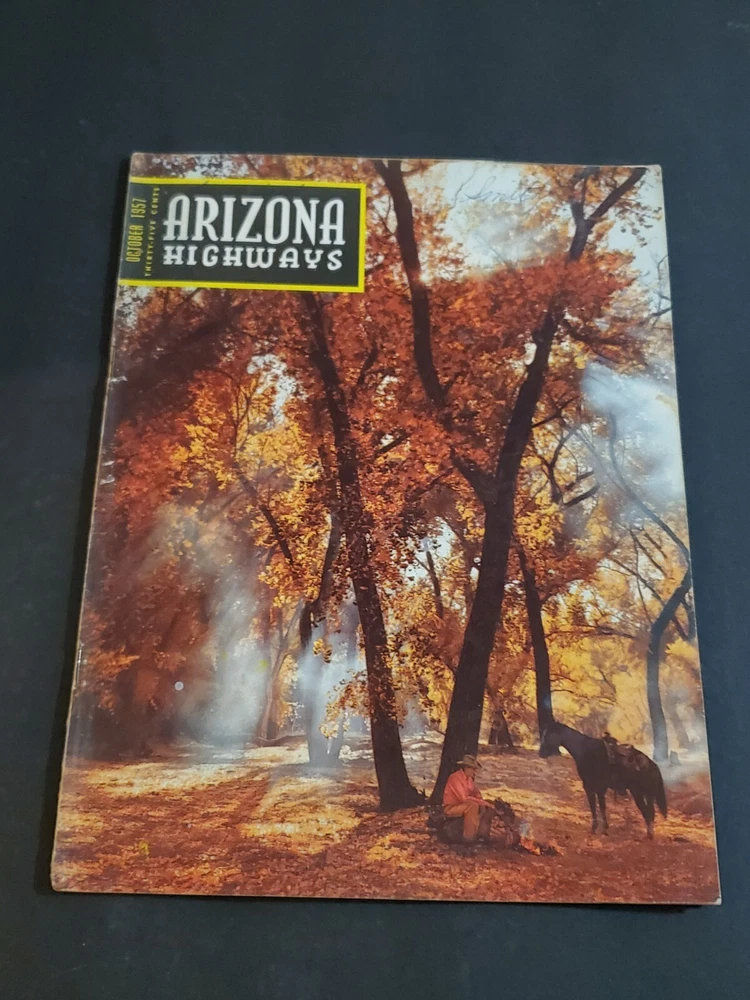 OCTOBER 1957
THIRTY-FIVE CENTS
ARIZONA
HIGHWAYS